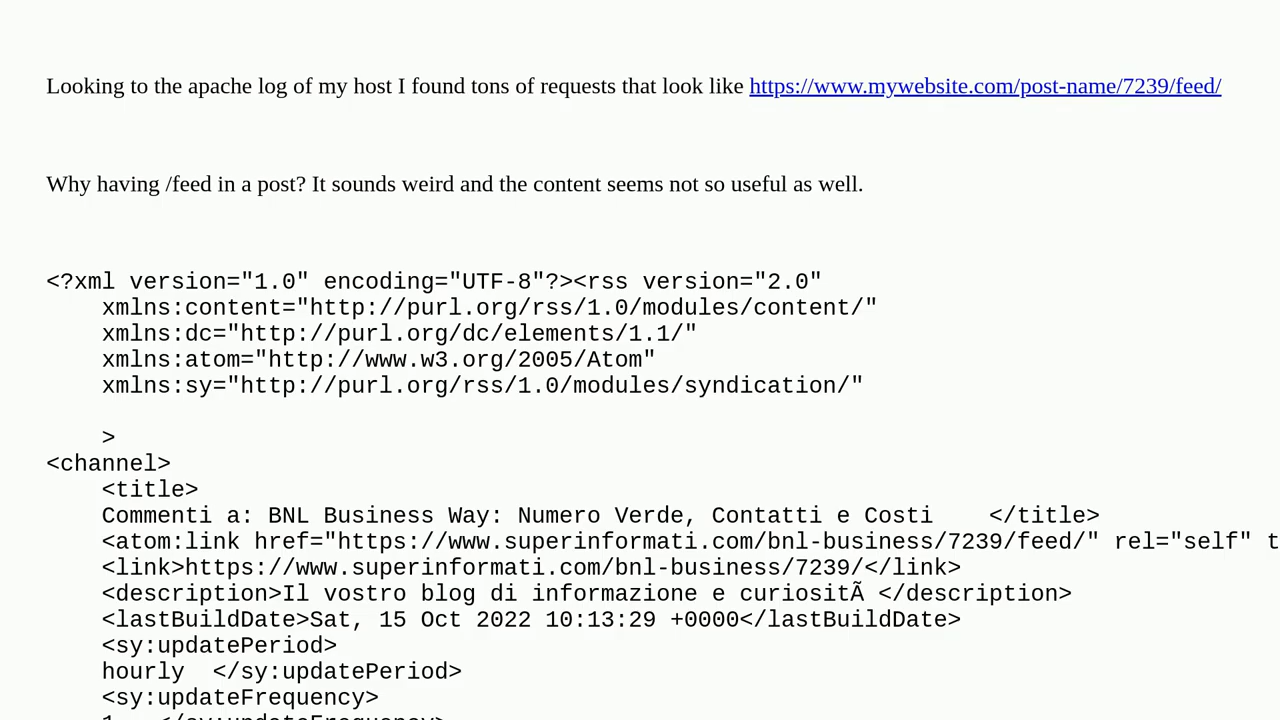 Looking to the apache log of my host I found tons of requests that look like https://www.mywebsite.com/post-name/7239/feed/
Why having /feed in a post? It sounds weird and the content seems not so useful as well.
<?xml version="1.0" encoding="UTF-8"?><rss version="2.0"
    xmlns:content="http://purl.org/rss/1.0/modules/content/"
    xmlns:dc="http://purl.org/dc/elements/1.1/"
    xmlns:atom="http://www.w3.org/2005/Atom"
    xmlns:sy="http://purl.org/rss/1.0/modules/syndication/"
    >
<channel>
    <title>
    Commenti a: BNL Business Way: Numero Verde, Contatti e Costi    </title>
    <atom:link href="https://www.superinformati.com/bnl-business/7239/feed/" rel="self" t
    <link>https://www.superinformati.com/bnl-business/7239/</link>
    <description>Il vostro blog di informazione e curiositÃ </description>
    <lastBuildDate>Sat, 15 Oct 2022 10:13:29 +0000</lastBuildDate>
    <sy:updatePeriod>
    hourly  </sy:updatePeriod>
    <sy:updateFrequency>
    1   </sy:updateFrequency>